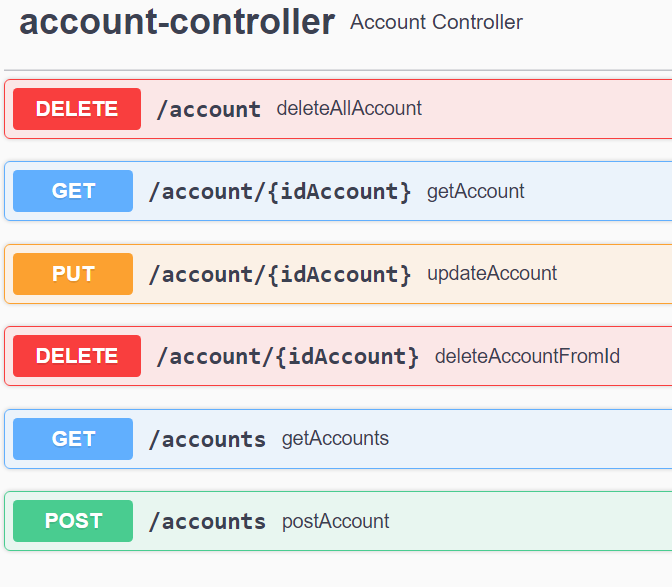 account-controller Account Controller
DELETE /account deleteAllAccount
GET /account/{idAccount} getAccount
PUT /account/{idAccount} updateAccount
DELETE /account/{idAccount} deleteAccountFromId
GET /accounts getAccounts
POST /accounts postAccount